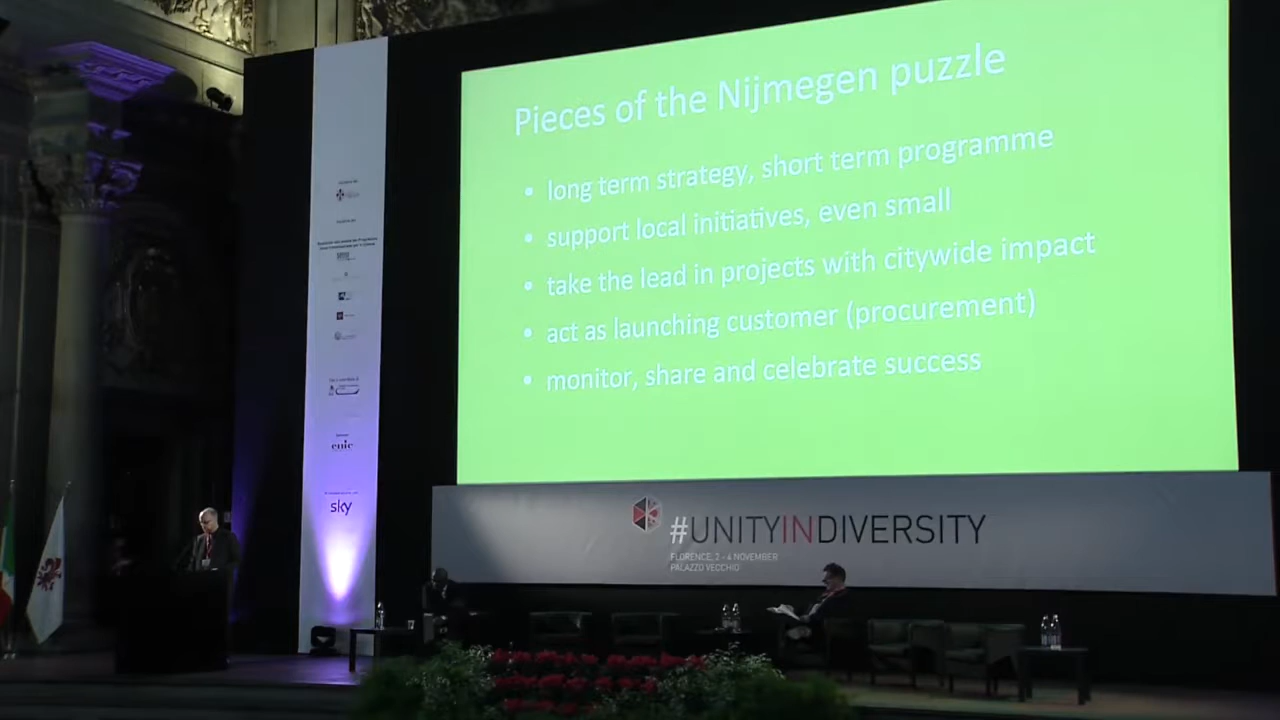 Pieces of the Nijmegen puzzle
• long term strategy, short term programme
• support local initiatives, even small
• take the lead in projects with citywide impact
• act as launching customer (procurement)
• monitor, share and celebrate success
#UNITYINDIVERSITY
FLORENCE, 2 - 4 NOVEMBER
PALAZZO VECCHIO
enic
sky